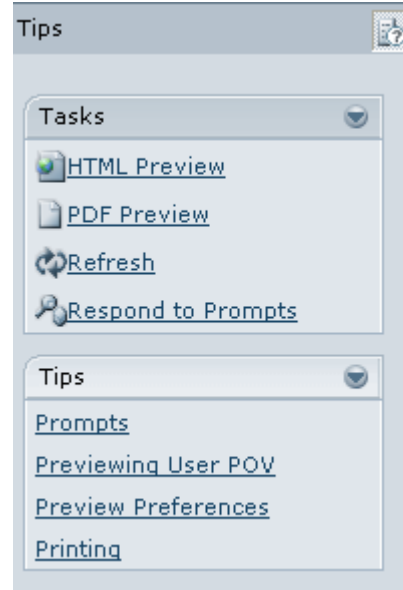 Tips
Tasks
HTML Preview
PDF Preview
Refresh
Respond to Prompts
Tips
Prompts
Previewing User POV
Preview Preferences
Printing